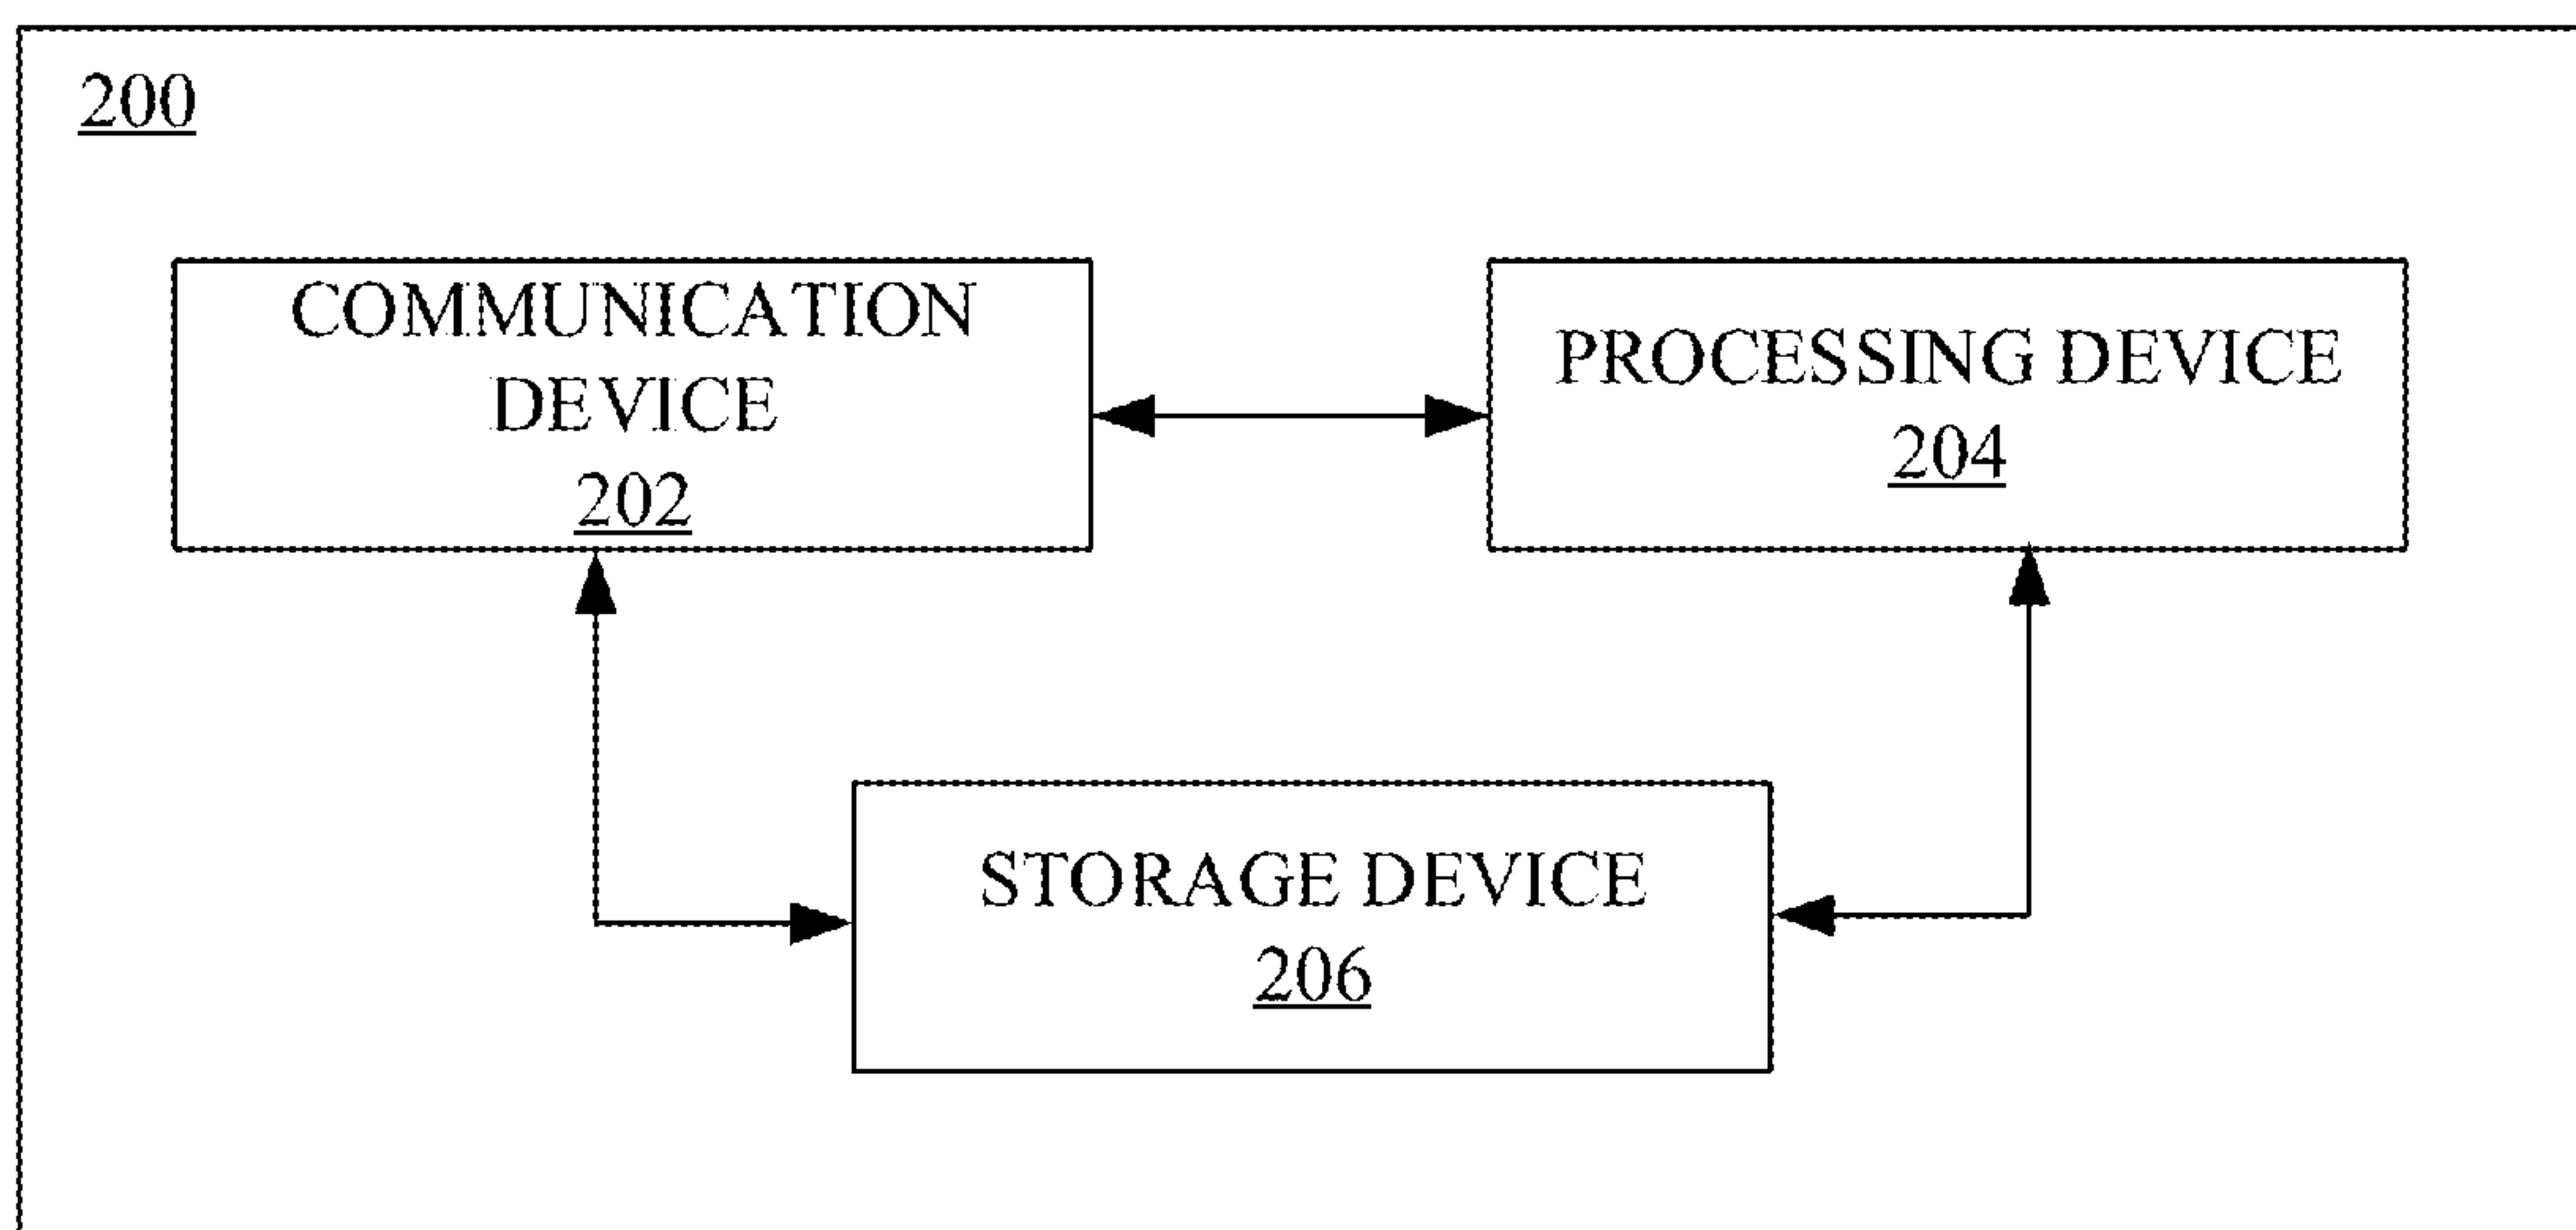 200
COMMUNICATION
DEVICE
202
PROCESSING DEVICE
204
STORAGE DEVICE
206